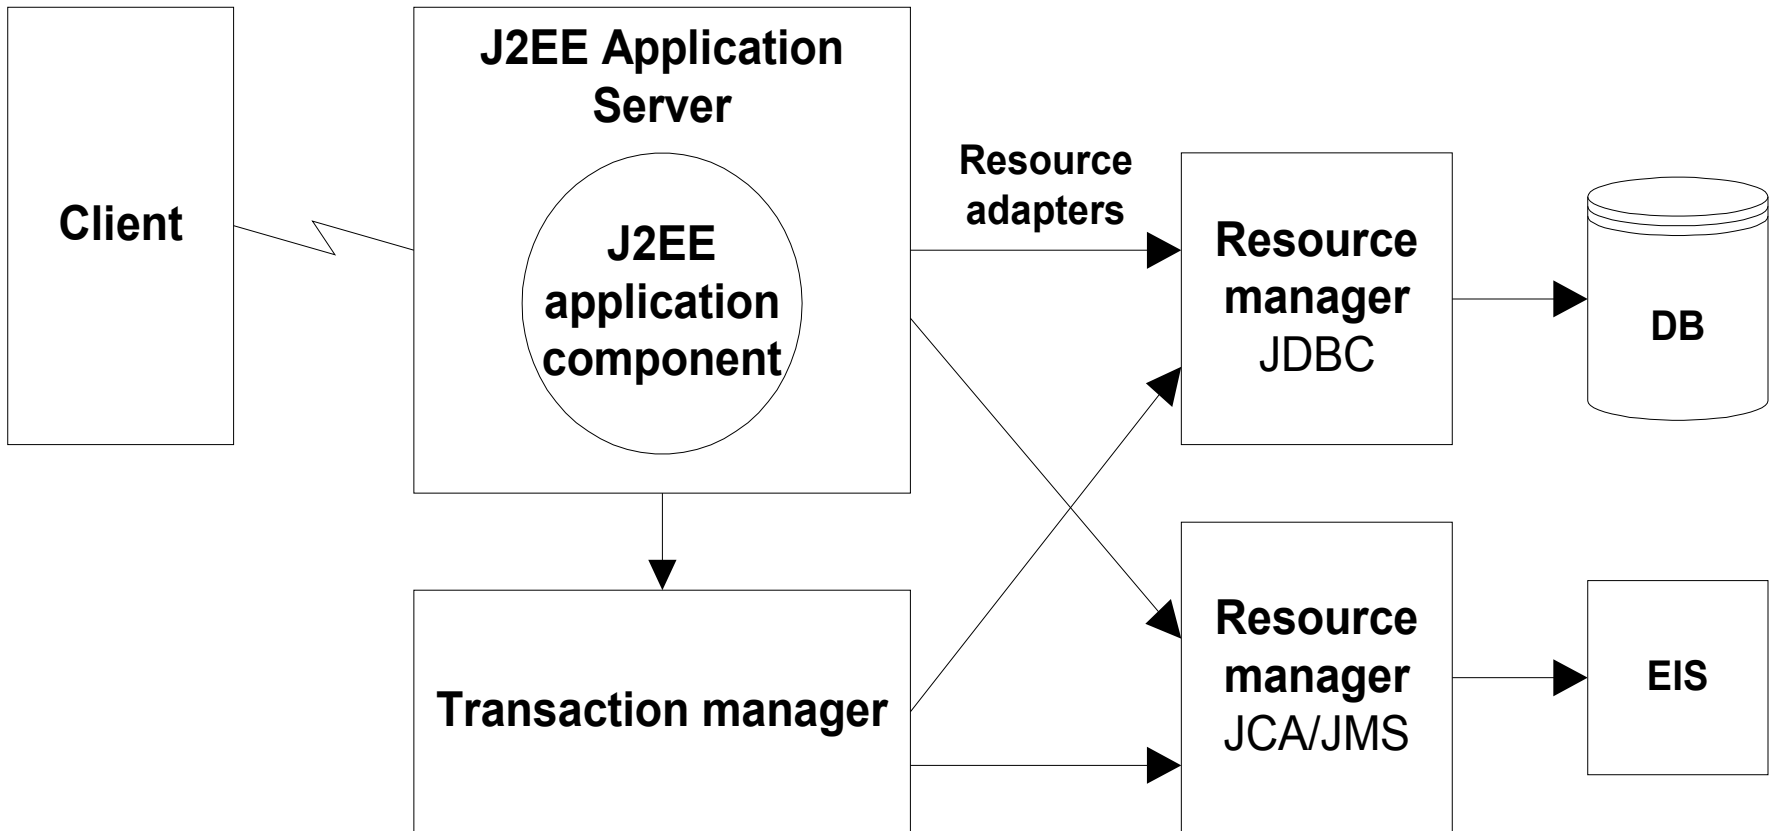 Client
J2EE Application
Server
J2EE
application
component
Resource
adapters
Resource
manager
JDBC
DB
Transaction manager
Resource
manager
JCA/JMS
EIS